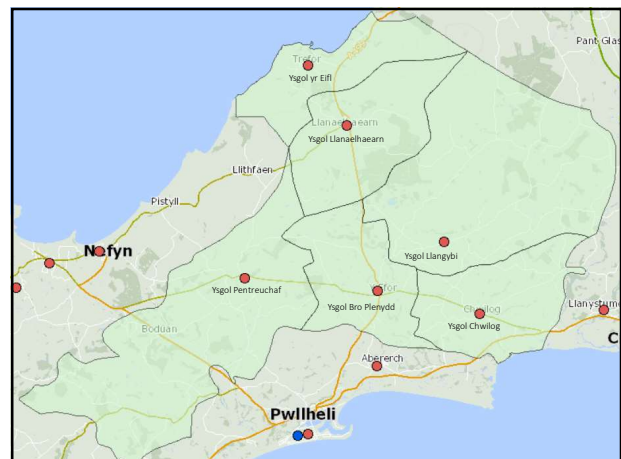 Pant Glas
Trefor
Ysgol yr Eifl
Llanaelhaearn
Ysgol Llanaelhaearn
Llithfaen
Pistyll
Nefyn
Ysgol Llangybi
Ysgol Pentreuchaf
Ysgol Bro Plenydd
Chwilog
Ysgol Chwilog
Llanystum
Boduan
C
Abererch
Pwllheli